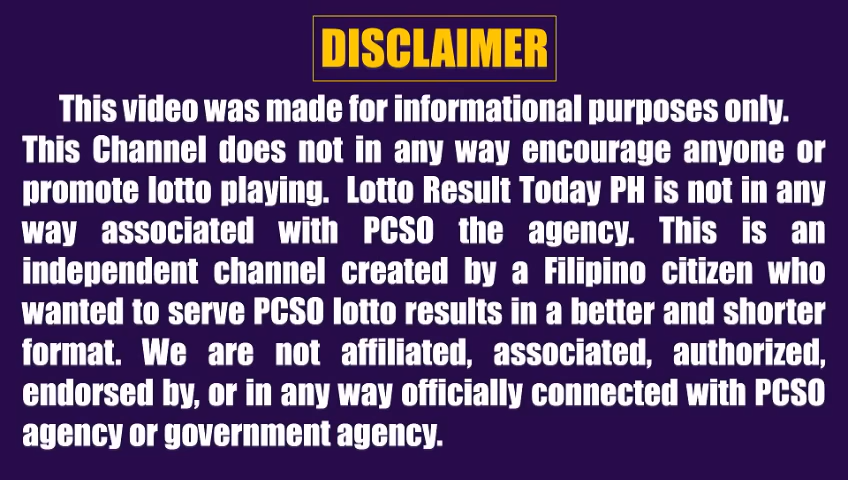 DISCLAIMER
This video was made for informational purposes only.
This Channel does not in any way encourage anyone or
promote lotto playing. Lotto Result Today PH is not in any
way associated with PCSO the agency. This is an
independent channel created by a Filipino citizen who
wanted to serve PCSO lotto results in a better and shorter
format. We are not affiliated, associated, authorized,
endorsed by, or in any way officially connected with PCSO
agency or government agency.